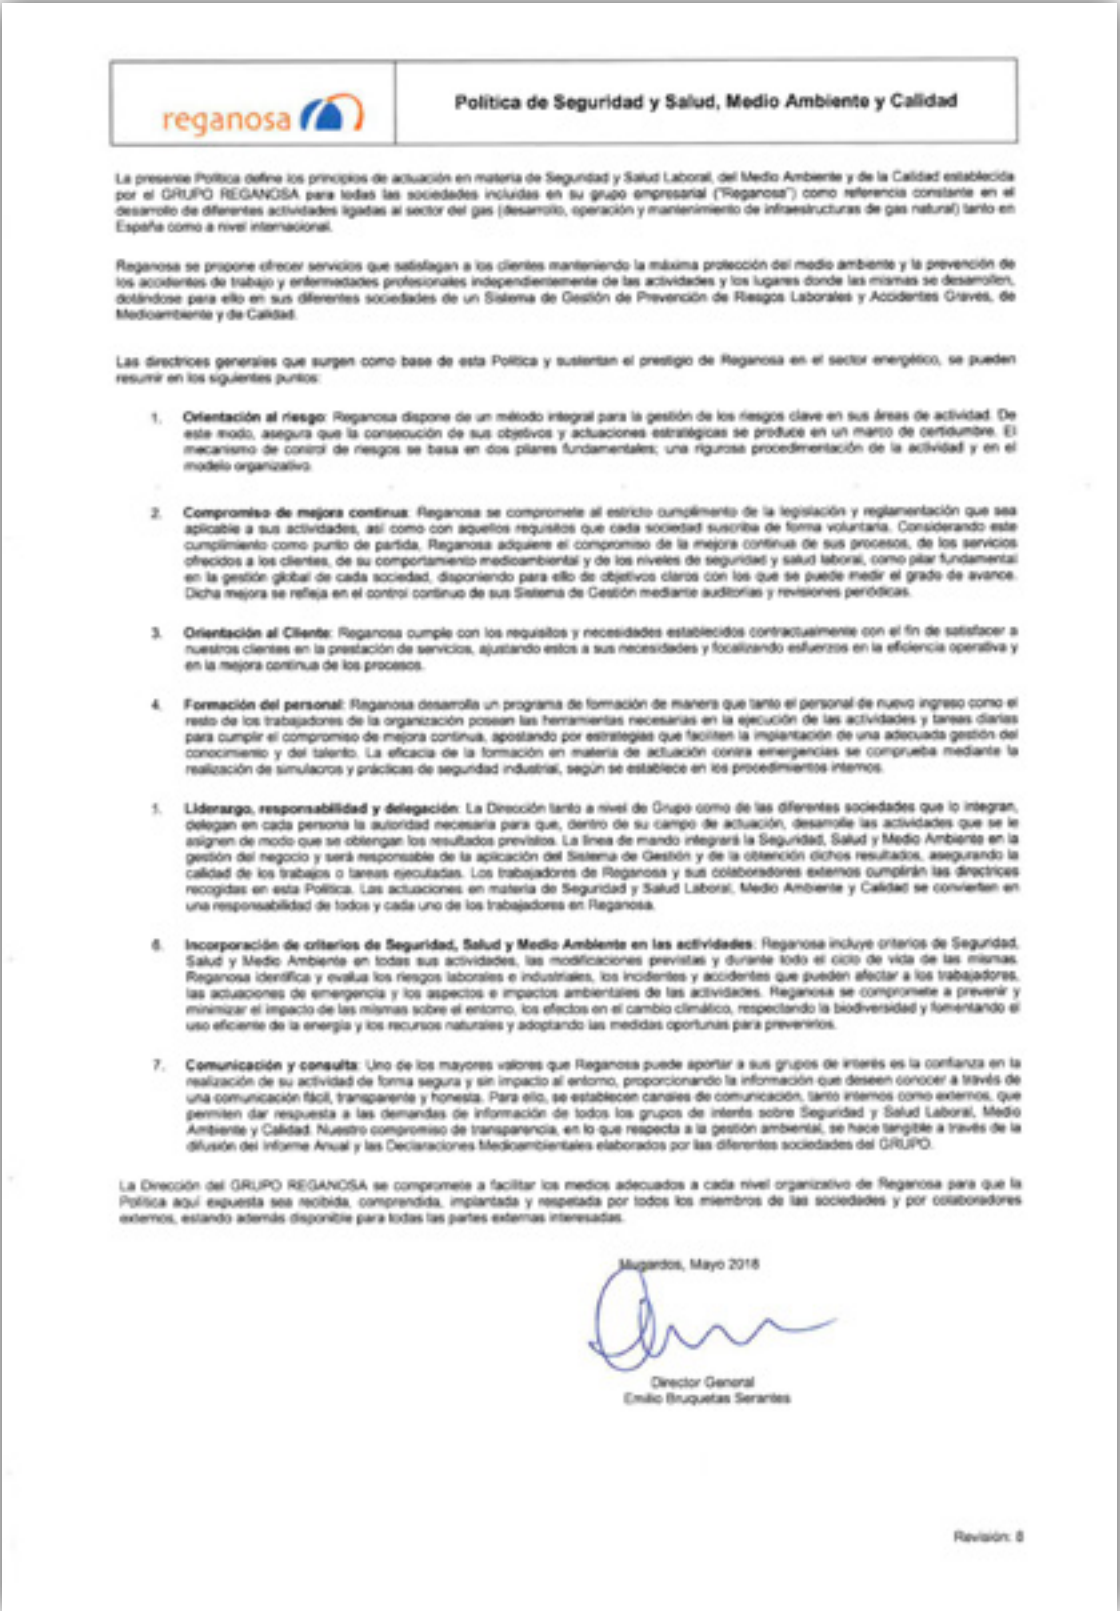 reganosa
Política de Seguridad y Salud, Medio Ambiente y Calidad
La presente Política define los principios de actuación en materia de Seguridad y Salud Laboral, del Medio Ambiente y de la Calidad establecida
por el GRUPO REGANOSA para todas las sociedades incluidas en su grupo empresarial ("Reganosa") como referencia constante en el
desarrollo de diferentes actividades ligadas al sector del gas (desarrollo, operación y mantenimiento de infraestructuras de gas natural) tanto en
España como a nivel internacional.
Reganosa se propone ofrecer servicios que satisfagan a los clientes manteniendo la máxima protección del medio ambiente y la prevención de
los accidentes de trabajo y enfermedades profesionales independientemente de las actividades y los lugares donde las mismas se desarrollen,
dotándose para ello en sus diferentes sociedades de un Sistema de Gestión de Prevención de Riesgos Laborales y Accidentes Graves, de
Medioambiente y de Calidad.
Las directrices generales que surgen como base de esta Política y sustentan el prestigio de Reganosa en el sector energético, se pueden
resumir en los siguientes puntos:
1. Orientación al riesgo: Reganosa dispone de un método integral para la gestión de los riesgos clave en sus áreas de actividad. De
este modo, asegura que la consecución de sus objetivos y actuaciones estratégicas se produce en un marco de certidumbre. El
mecanismo de control de riesgos se basa en dos pilares fundamentales; una rigurosa procedimentación de la actividad y en el
modelo organizativo.
2. Compromiso de mejora continua: Reganosa se compromete al estricto cumplimento de la legislación y reglamentación que sea
aplicable a sus actividades, así como con aquellos requisitos que cada sociedad suscriba de forma voluntaria. Considerando este
cumplimiento como punto de partida, Reganosa adquiere el compromiso de la mejora continua de sus procesos, de los servicios
ofrecidos a los clientes, de su comportamiento medioambiental y de los niveles de seguridad y salud laboral, como pilar fundamental
en la gestión global de cada sociedad, disponiendo para ello de objetivos claros con los que se puede medir el grado de avance.
Dicha mejora se refleja en el control continuo de sus Sistema de Gestión mediante auditorías y revisiones periódicas.
3. Orientación al Cliente: Reganosa cumple con los requisitos y necesidades establecidos contractualmente con el fin de satisfacer a
nuestros clientes en la prestación de servicios, ajustando estos a sus necesidades y focalizando esfuerzos en la eficiencia operativa y
en la mejora continua de los procesos.
4. Formación del personal: Reganosa desarrolla un programa de formación de manera que tanto el personal de nuevo ingreso como el
resto de los trabajadores de la organización posean las herramientas necesarias en la ejecución de las actividades y tareas diarias
para cumplir el compromiso de mejora continua, apostando por estrategias que faciliten la implantación de una adecuada gestión del
conocimiento y del talento. La eficacia de la formación en materia de actuación contra emergencias se comprueba mediante la
realización de simulacros y prácticas de seguridad industrial, según se establece en los procedimientos internos.
5. Liderazgo, responsabilidad y delegación: La Dirección tanto a nivel de Grupo como de las diferentes sociedades que lo integran,
delegan en cada persona la autoridad necesaria para que, dentro de su campo de actuación, desarrolle las actividades que se le
asignen de modo que se obtengan los resultados previstos. La línea de mando integrará la Seguridad, Salud y Medio Ambiente en la
gestión del negocio y será responsable de la aplicación del Sistema de Gestión y de la obtención dichos resultados, asegurando la
calidad de los trabajos o tareas ejecutadas. Los trabajadores de Reganosa y sus colaboradores externos cumplirán las directrices
recogidas en esta Política. Las actuaciones en materia de Seguridad y Salud Laboral, Medio Ambiente y Calidad se convierten en
una responsabilidad de todos y cada uno de los trabajadores en Reganosa.
6. Incorporación de criterios de Seguridad, Salud y Medio Ambiente en las actividades: Reganosa incluye criterios de Seguridad,
Salud y Medio Ambiente en todas sus actividades, las modificaciones previstas y durante todo el ciclo de vida de las mismas.
Reganosa identifica y evalua los riesgos laborales e industriales, los incidentes y accidentes que pueden afectar a los trabajadores,
las actuaciones de emergencia y los aspectos e impactos ambientales de las actividades. Reganosa se compromete a prevenir y
minimizar el impacto de las mismas sobre el entorno, los efectos en el cambio climático, respectando la biodiversidad y fomentando el
uso eficiente de la energía y los recursos naturales y adoptando las medidas oportunas para prevenirlos.
7. Comunicación y consulta: Uno de los mayores valores que Reganosa puede aportar a sus grupos de interés es la confianza en la
realización de su actividad de forma segura y sin impacto al entorno, proporcionando la información que deseen conocer a través de
una comunicación fácil, transparente y honesta. Para ello, se establecen canales de comunicación, tanto internos como externos, que
permiten dar respuesta a las demandas de información de todos los grupos de interés sobre Seguridad y Salud Laboral, Medio
Ambiente y Calidad. Nuestro compromiso de transparencia, en lo que respecta a la gestión ambiental, se hace tangible a través de la
difusión del Informe Anual y las Declaraciones Medioambientales elaborados por las diferentes sociedades del GRUPO.
La Dirección del GRUPO REGANOSA se compromete a facilitar los medios adecuados a cada nivel organizativo de Reganosa para que la
Política aquí expuesta sea recibida, comprendida, implantada y respetada por todos los miembros de las sociedades y por colaboradores
externos, estando además disponible para todas las partes externas interesadas.
Mugardos, Mayo 2018
Director General
Emilio Bruquetas Serantes
Revisión: 8